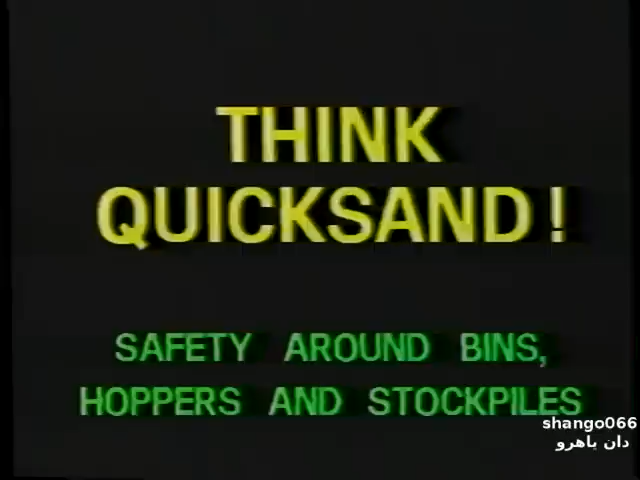 THINK
QUICKSAND!
SAFETY AROUND BINS,
HOPPERS AND STOCKPILES
shango066
دان ياهرو